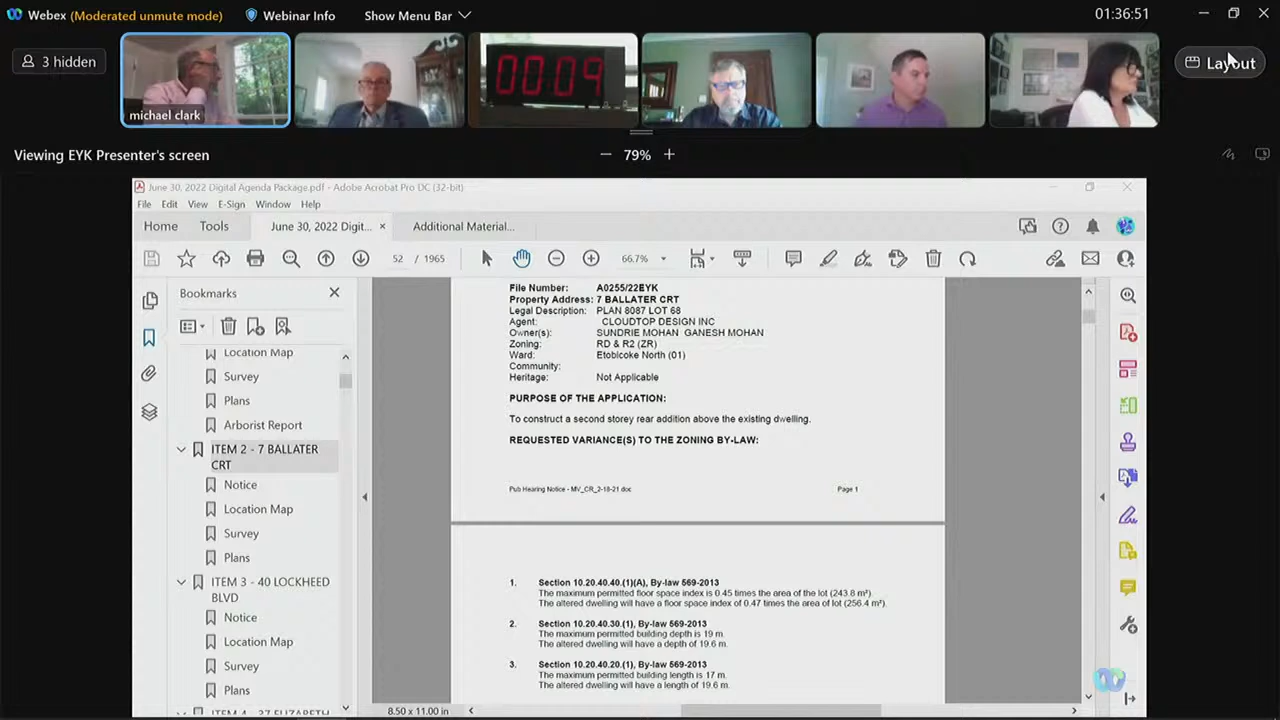 Webex (Moderated unmute mode) Webinar Info Show Menu Bar 01:36:51
3 hidden
michael clark
00:09
Layout
Viewing EYK Presenter's screen
79%
June 30, 2022 Digital Agenda Package.pdf - Adobe Acrobat Pro DC (32-bit)
File Edit View E-Sign Window Help
Home Tools June 30, 2022 Digit... × Additional Material...
52 / 1965 66.7%
Bookmarks
Location Map
Survey
Plans
Arborist Report
ITEM 2 - 7 BALLATER
CRT
Notice
Location Map
Survey
Plans
ITEM 3 - 40 LOCKHEED
BLVD
Notice
Location Map
Survey
Plans
ITEM 4 - 37 ELIZABETH
File Number: A0255/22EYK
Property Address: 7 BALLATER CRT
Legal Description: PLAN 8087 LOT 68
Agent: CLOUDTOP DESIGN INC
Owner(s): SUNDRIE MOHAN GANESH MOHAN
Zoning: RD & R2 (ZR)
Ward: Etobicoke North (01)
Community:
Heritage: Not Applicable
PURPOSE OF THE APPLICATION:
To construct a second storey rear addition above the existing dwelling.
REQUESTED VARIANCE(S) TO THE ZONING BY-LAW:
Pub Hearing Notice - MV_CR_2-18-21.doc Page 1
1. Section 10.20.40.40.(1)(A), By-law 569-2013
The maximum permitted floor space index is 0.45 times the area of the lot (243.8 m²).
The altered dwelling will have a floor space index of 0.47 times the area of lot (256.4 m²).
2. Section 10.20.40.30.(1), By-law 569-2013
The maximum permitted building depth is 19 m.
The altered dwelling will have a depth of 19.6 m.
3. Section 10.20.40.20.(1), By-law 569-2013
The maximum permitted building length is 17 m.
The altered dwelling will have a length of 19.6 m.
8.50 x 11.00 in